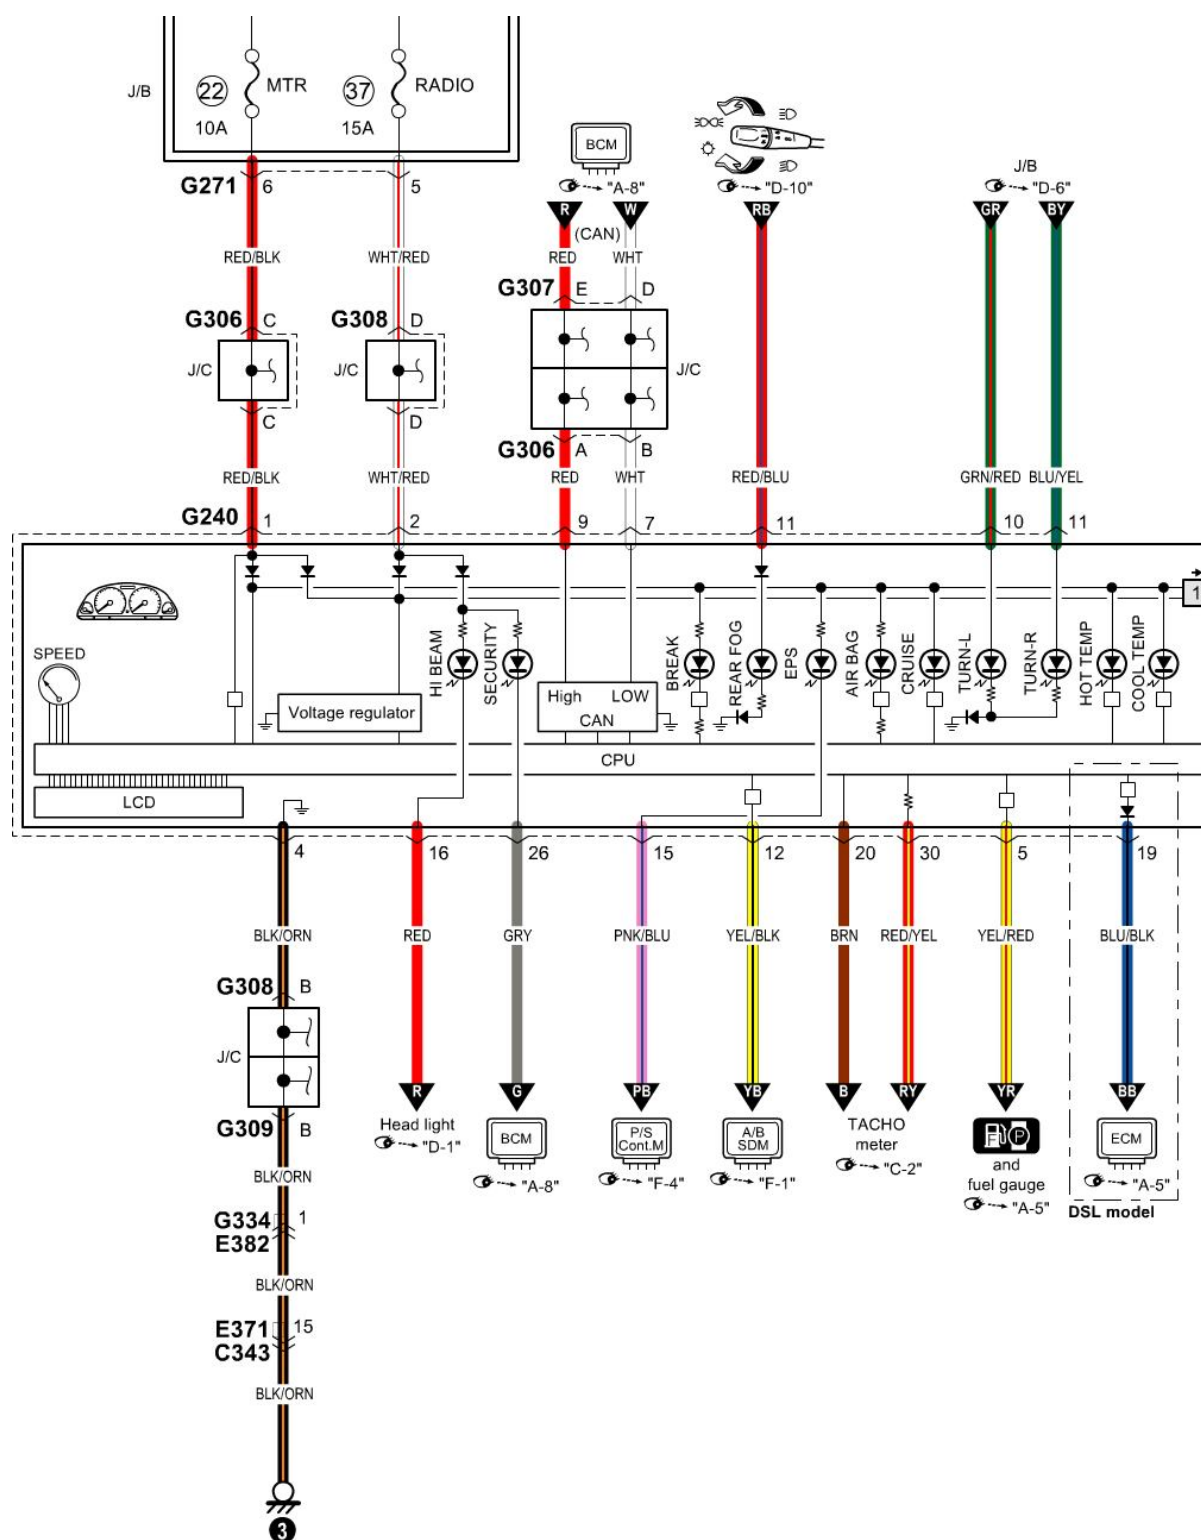 J/B
22
MTR
10A
37
RADIO
15A
BCM
"A-8"
"D-10"
J/B
"D-6"
G271
6
5
R
W
(CAN)
RB
GR
BY
RED/BLK
WHT/RED
RED
WHT
G307
E
D
G306
C
G308
D
J/C
J/C
J/C
C
D
G306
A
B
RED/BLK
WHT/RED
RED
WHT
RED/BLU
GRN/RED
BLU/YEL
G240
1
2
9
7
11
10
11
1
SPEED
HI BEAM
SECURITY
BREAK
REAR FOG
EPS
AIR BAG
CRUISE
TURN-L
TURN-R
HOT TEMP
COOL TEMP
Voltage regulator
High
LOW
CAN
CPU
LCD
4
16
26
15
12
20
30
5
19
BLK/ORN
RED
GRY
PNK/BLU
YEL/BLK
BRN
RED/YEL
YEL/RED
BLU/BLK
G308
B
J/C
G309
B
R
G
PB
YB
B
RY
YR
BB
Head light
"D-1"
BCM
"A-8"
P/S
Cont.M
"F-4"
A/B
SDM
"F-1"
TACHO
meter
"C-2"
F
P
and
fuel gauge
"A-5"
ECM
"A-5"
DSL model
BLK/ORN
G334
1
E382
BLK/ORN
E371
15
C343
BLK/ORN
3